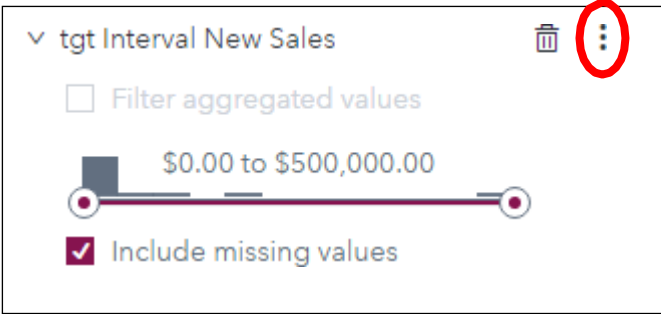 tgt Interval New Sales
Filter aggregated values
$0.00 to $500,000.00
Include missing values